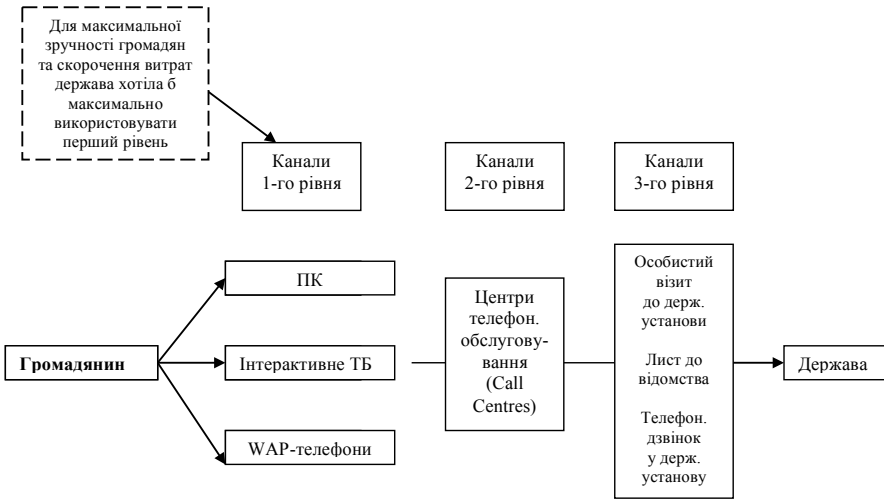 Для максимальної
зручності громадян
та скорочення витрат
держава хотіла б
максимально
використовувати
перший рівень
Канали
1-го рівня
Канали
2-го рівня
Канали
3-го рівня
Громадянин
ПК
Інтерактивне ТБ
WAP-телефони
Центри
телефон.
обслугову-
вання
(Call
Centres)
Особистий
візит
до держ.
установи
Лист до
відомства
Телефон.
дзвінок
у держ.
установу
Держава